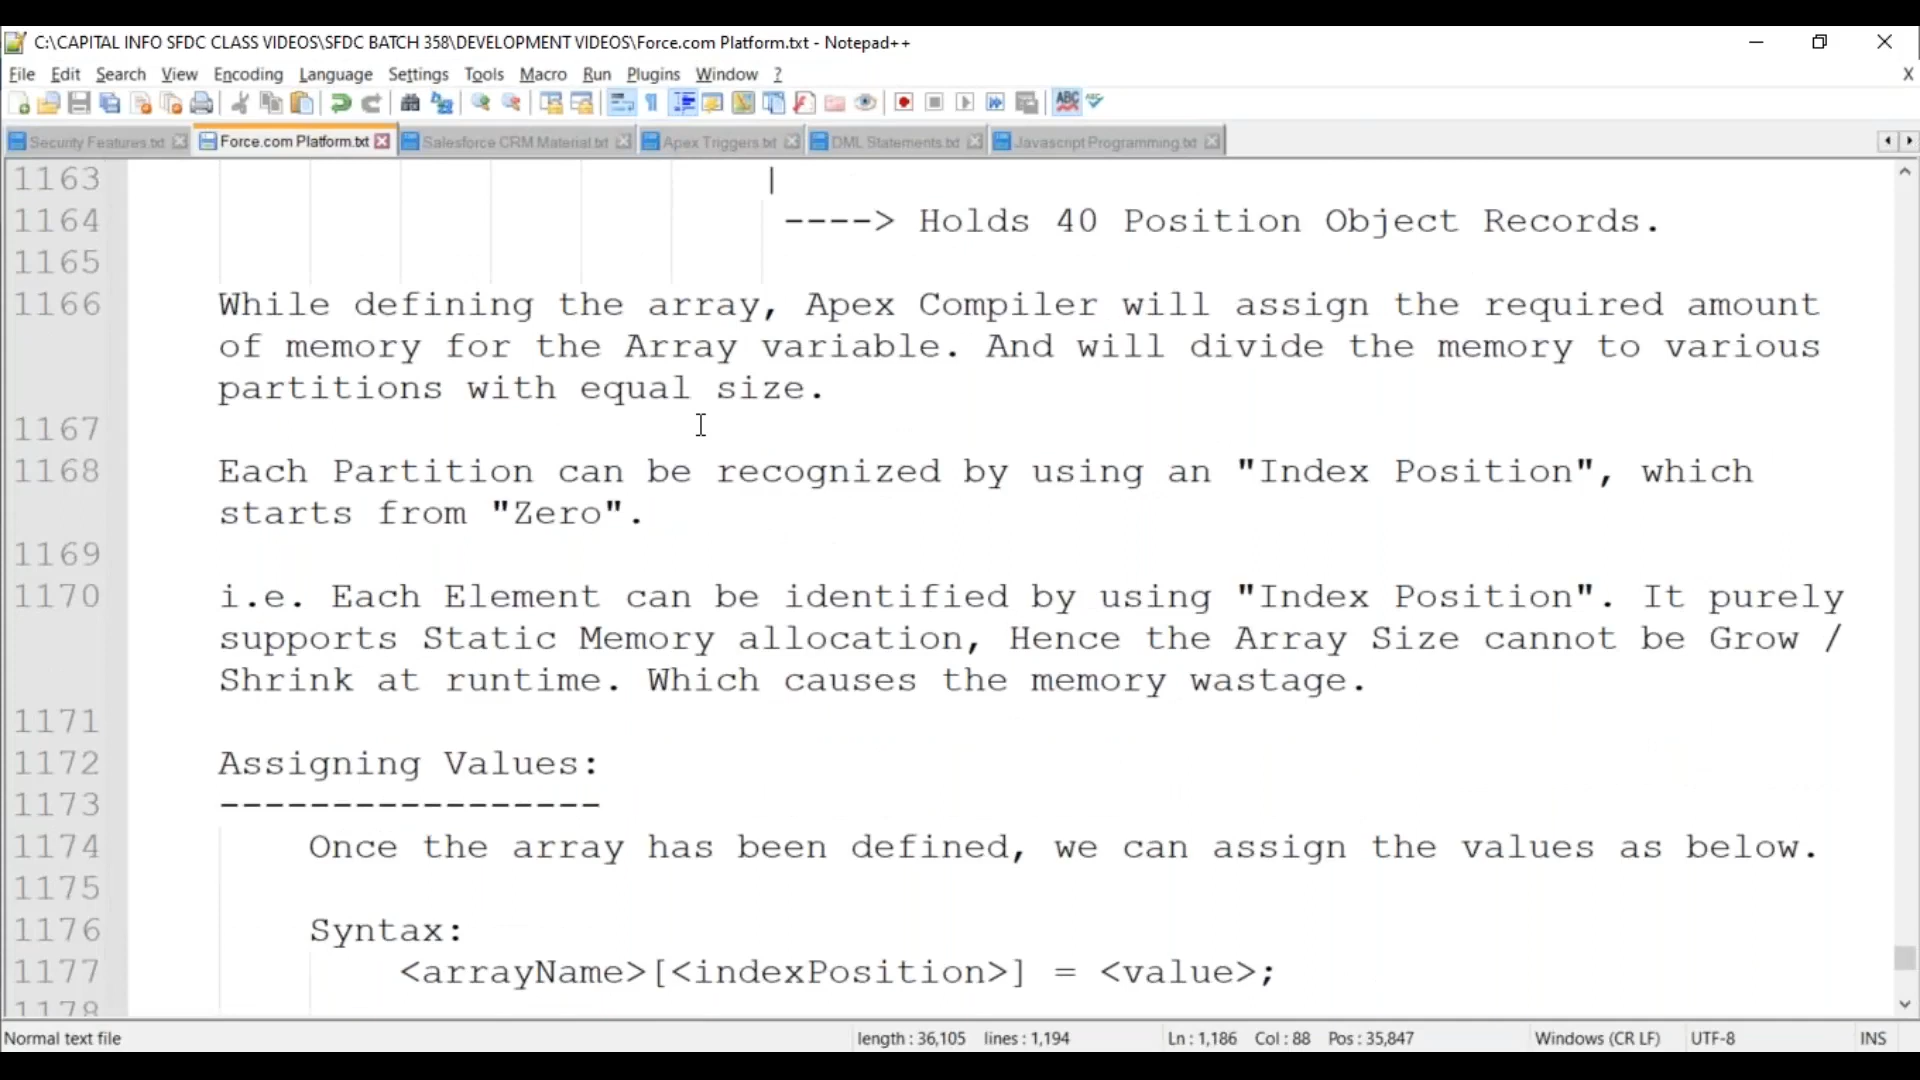 C:\CAPITAL INFO SFDC CLASS VIDEOS\SFDC BATCH 358\DEVELOPMENT VIDEOS\Force.com Platform.txt - Notepad++
File Edit Search View Encoding Language Settings Tools Macro Run Plugins Window ? X
Security Features.txt Force.com Platform.txt Salesforce CRM Material.txt Apex Triggers.txt DML Statements.txt Javascript Programming.txt
1163 |
1164 ----> Holds 40 Position Object Records.
1165
1166 While defining the array, Apex Compiler will assign the required amount
of memory for the Array variable. And will divide the memory to various
partitions with equal size.
1167
1168 Each Partition can be recognized by using an "Index Position", which
starts from "Zero".
1169
1170 i.e. Each Element can be identified by using "Index Position". It purely
supports Static Memory allocation, Hence the Array Size cannot be Grow /
Shrink at runtime. Which causes the memory wastage.
1171
1172 Assigning Values:
1173 -----------------
1174 Once the array has been defined, we can assign the values as below.
1175
1176 Syntax:
1177 <arrayName>[<indexPosition>] = <value>;
1178
Normal text file length : 36,105 lines : 1,194 Ln : 1,186 Col : 88 Pos : 35,847 Windows (CR LF) UTF-8 INS